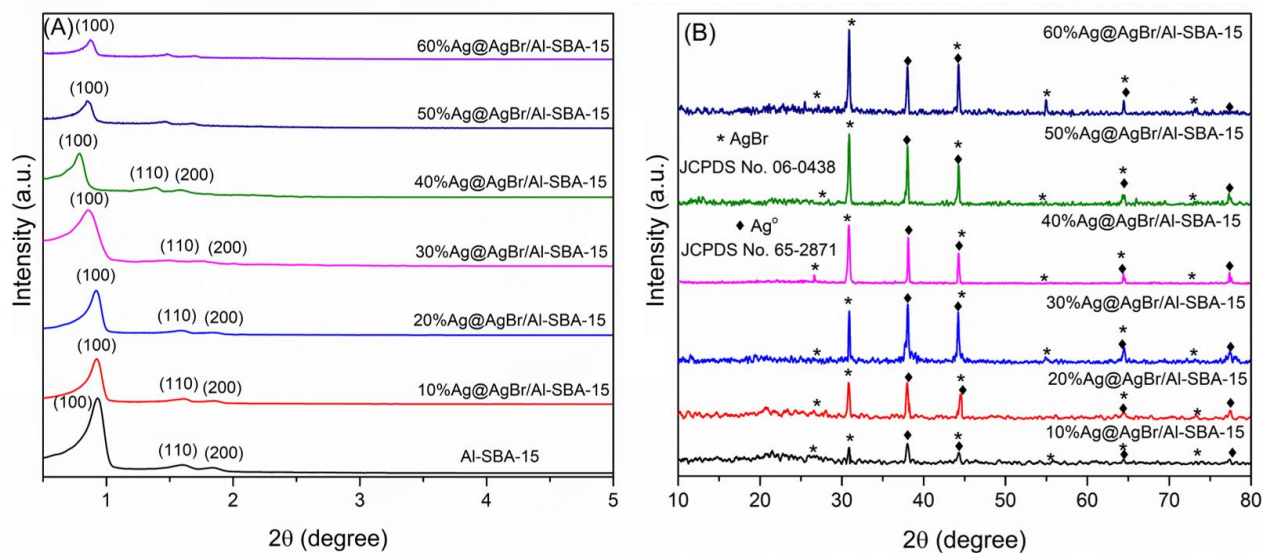 (A)
(100)
60%Ag@AgBr/Al-SBA-15
(100)
50%Ag@AgBr/Al-SBA-15
(100)
(110) (200)
40%Ag@AgBr/Al-SBA-15
(100)
(110) (200)
30%Ag@AgBr/Al-SBA-15
(100)
(110) (200)
20%Ag@AgBr/Al-SBA-15
(100)
(110) (200)
10%Ag@AgBr/Al-SBA-15
(100)
(110) (200)
Al-SBA-15
Intensity (a.u.)
1 2 3 4 5
2θ (degree)
(B)
60%Ag@AgBr/Al-SBA-15
50%Ag@AgBr/Al-SBA-15
* AgBr
JCPDS No. 06-0438
40%Ag@AgBr/Al-SBA-15
♦ Ag°
JCPDS No. 65-2871
30%Ag@AgBr/Al-SBA-15
20%Ag@AgBr/Al-SBA-15
10%Ag@AgBr/Al-SBA-15
Intensity (a.u.)
10 20 30 40 50 60 70 80
2θ (degree)